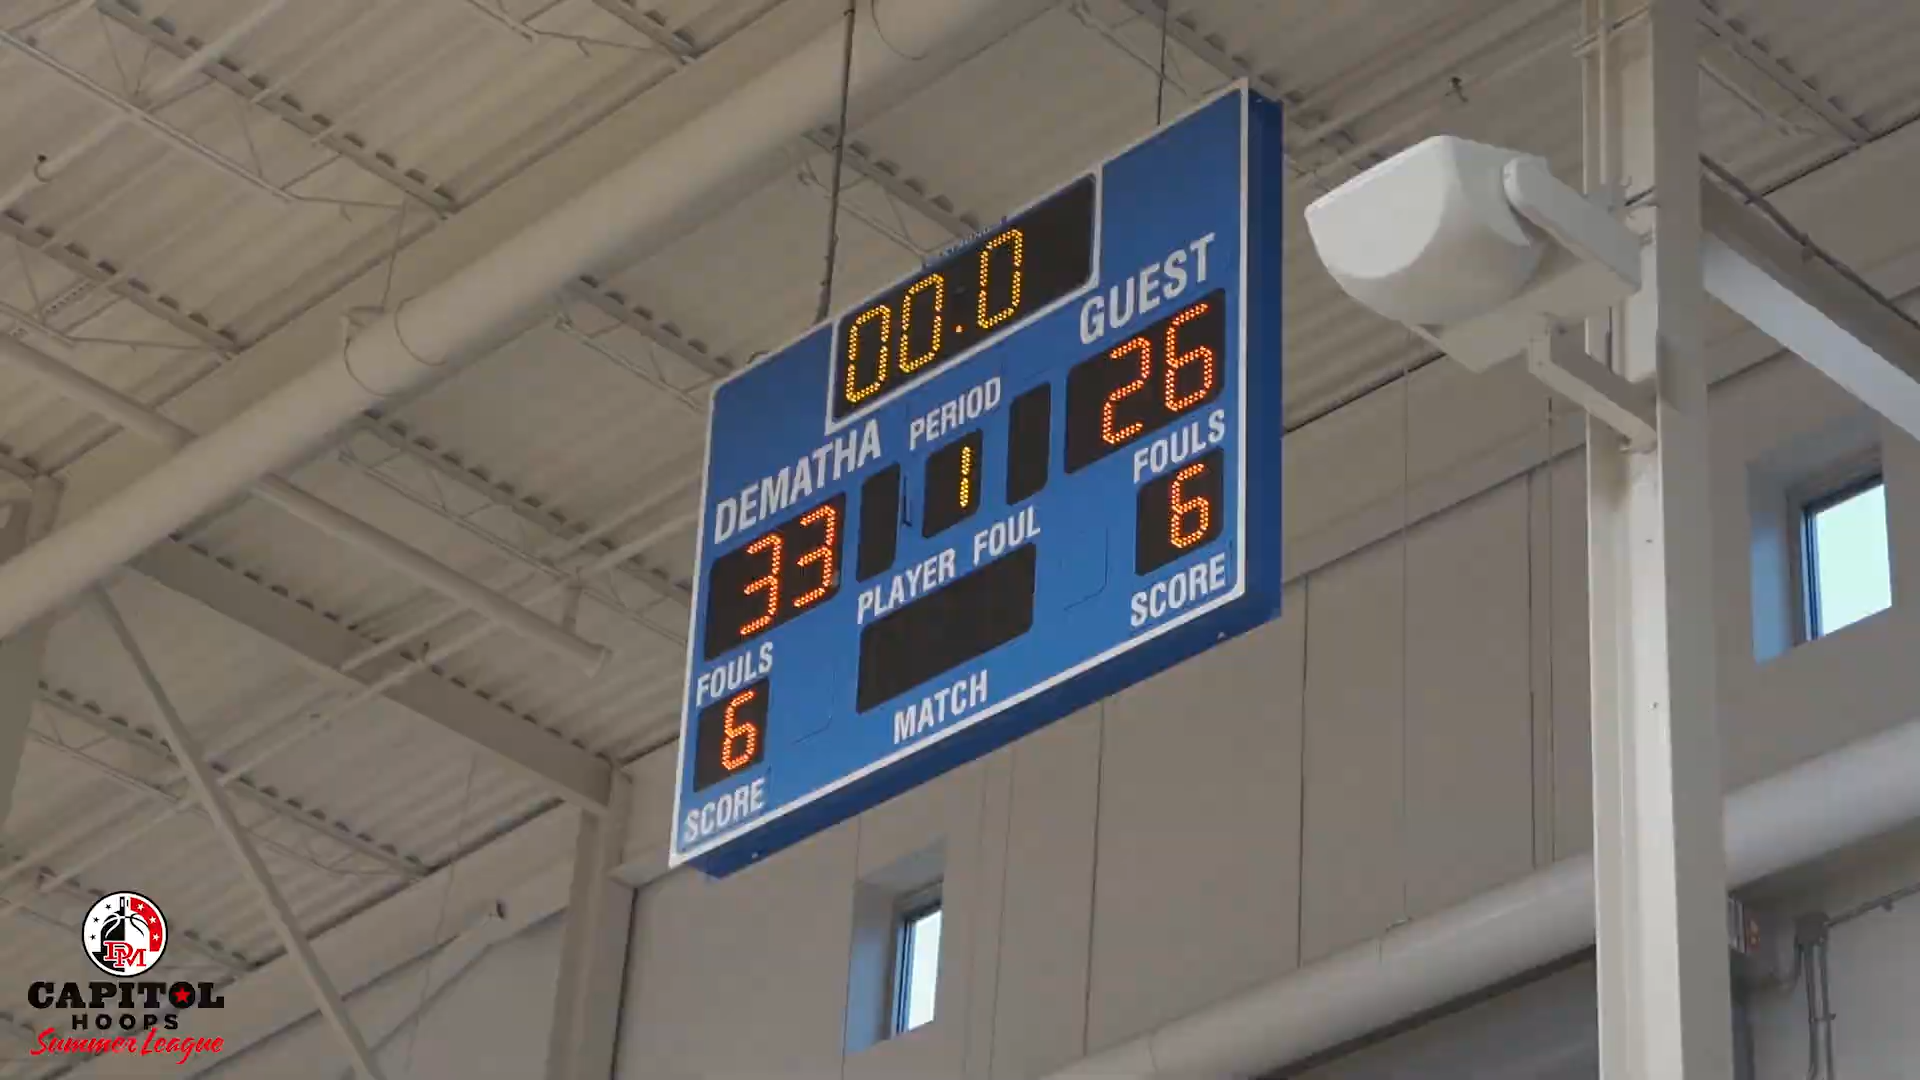 00.0
GUEST
DEMATHA
PERIOD
26
33
1
FOULS
PLAYER FOUL
6
FOULS
SCORE
6
MATCH
SCORE
DM
CAPITOL
HOOPS
Summer League